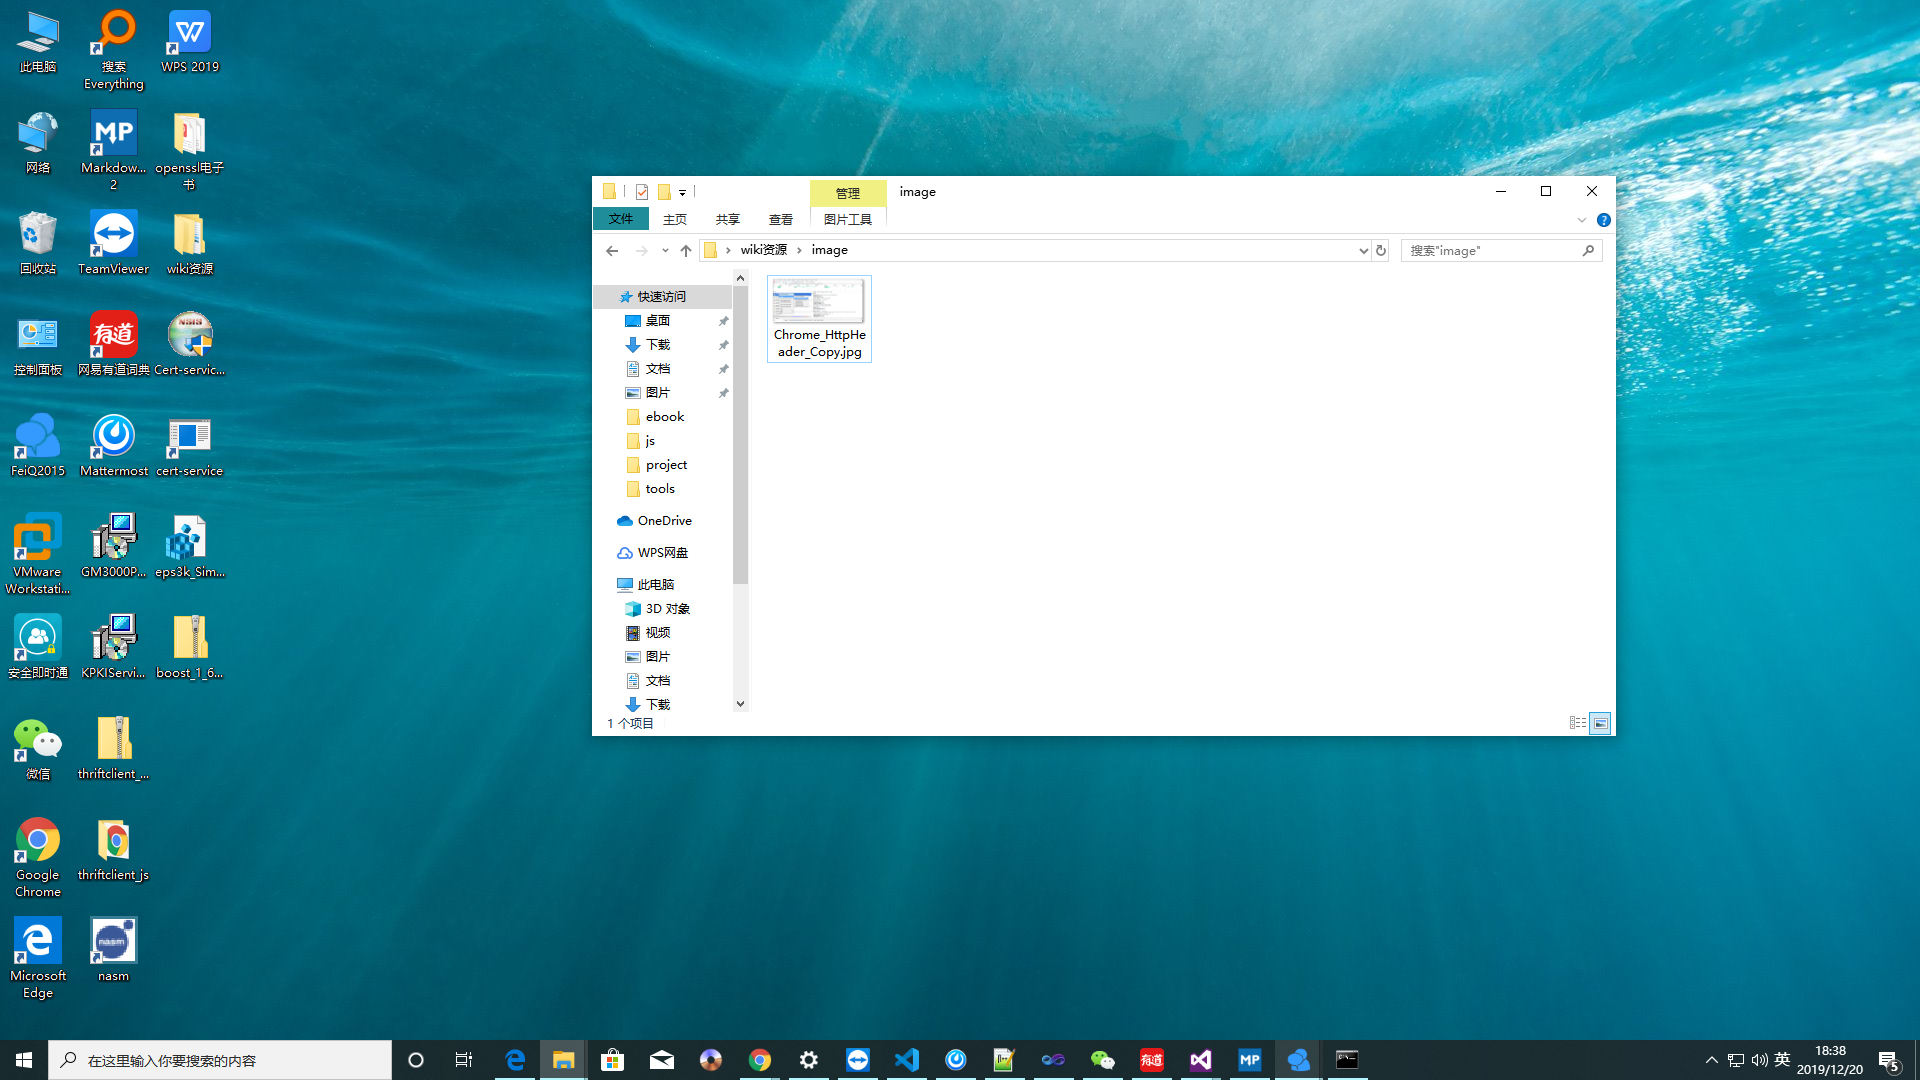 此电脑
搜索
Everything
WPS 2019
网络
Markdow...
2
openssl电子
书
回收站
TeamViewer
wiki资源
控制面板
网易有道词典
Cert-servic...
FeiQ2015
Mattermost
cert-service
VMware
Workstati...
GM3000P...
eps3k_Sim...
安全即时通
KPKIServi...
boost_1_6...
微信
thriftclient_...
Google
Chrome
thriftclient_js
Microsoft
Edge
nasm
管理
image
文件
主页
共享
查看
图片工具
wiki资源
image
搜索"image"
快速访问
桌面
下载
文档
图片
ebook
js
project
tools
OneDrive
WPS网盘
此电脑
3D 对象
视频
图片
文档
下载
Chrome_HttpHe
ader_Copy.jpg
1 个项目
在这里输入你要搜索的内容
有道
MP
英
18:38
2019/12/20
5